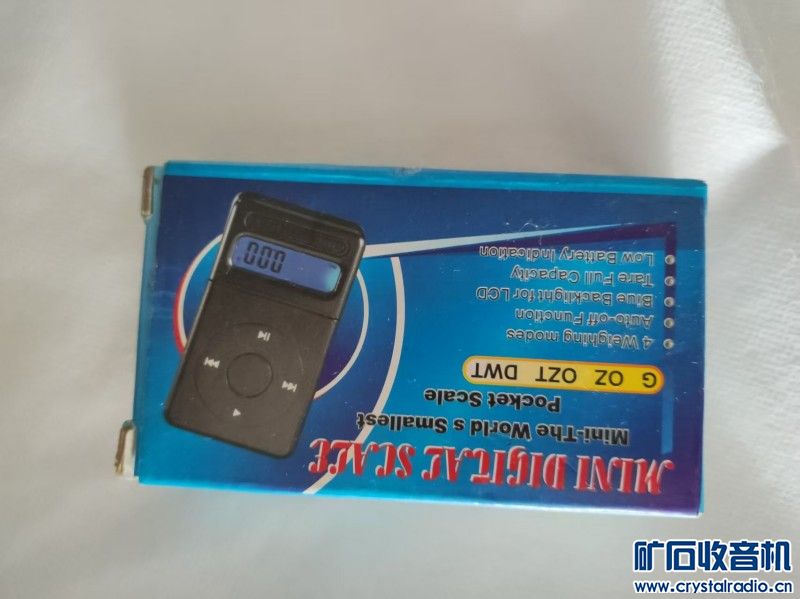 MINI DIGITAL SCALE
Mini-The World s Smallest
Pocket Scale
G OZ OZT DWT
4 Weighing modes
Auto-off Function
Blue Backlight for LCD
Tare Full Capacity
Low Battery Indication
000
矿石收音机
www.crystalradio.cn